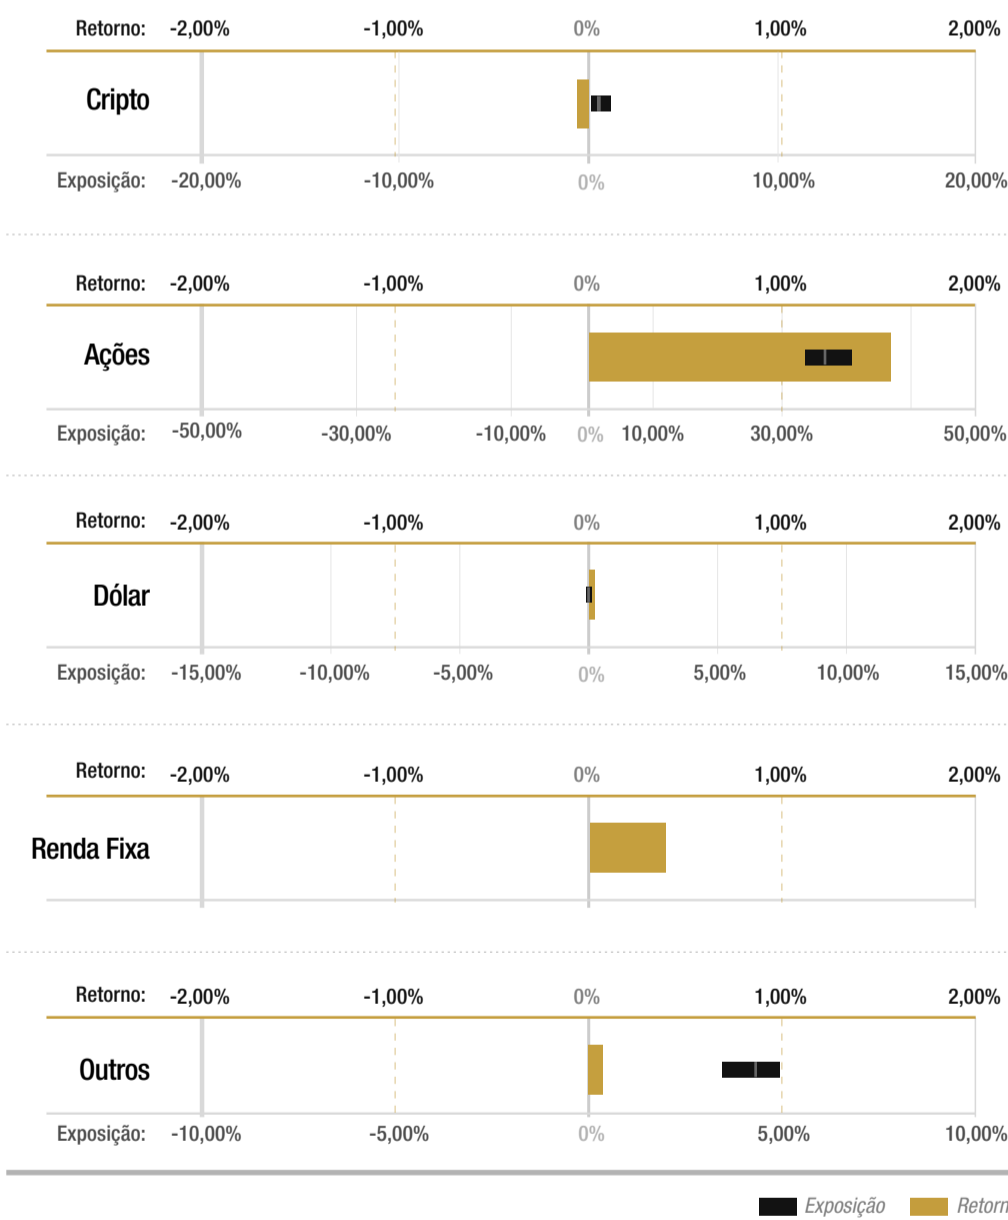 Retorno: -2,00% -1,00% 0% 1,00% 2,00%
Cripto
Exposição: -20,00% -10,00% 0% 10,00% 20,00%
Retorno: -2,00% -1,00% 0% 1,00% 2,00%
Ações
Exposição: -50,00% -30,00% -10,00% 0% 10,00% 30,00% 50,00%
Retorno: -2,00% -1,00% 0% 1,00% 2,00%
Dólar
Exposição: -15,00% -10,00% -5,00% 0% 5,00% 10,00% 15,00%
Retorno: -2,00% -1,00% 0% 1,00% 2,00%
Renda Fixa
Retorno: -2,00% -1,00% 0% 1,00% 2,00%
Outros
Exposição: -10,00% -5,00% 0% 5,00% 10,00%
Exposição Retorn